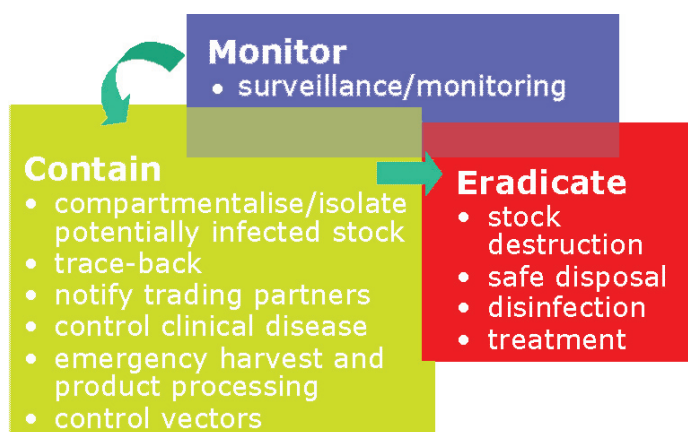 Monitor
• surveillance/monitoring
Contain
• compartmentalise/isolate
potentially infected stock
• trace-back
• notify trading partners
• control clinical disease
• emergency harvest and
product processing
• control vectors
Eradicate
• stock
destruction
• safe disposal
• disinfection
• treatment